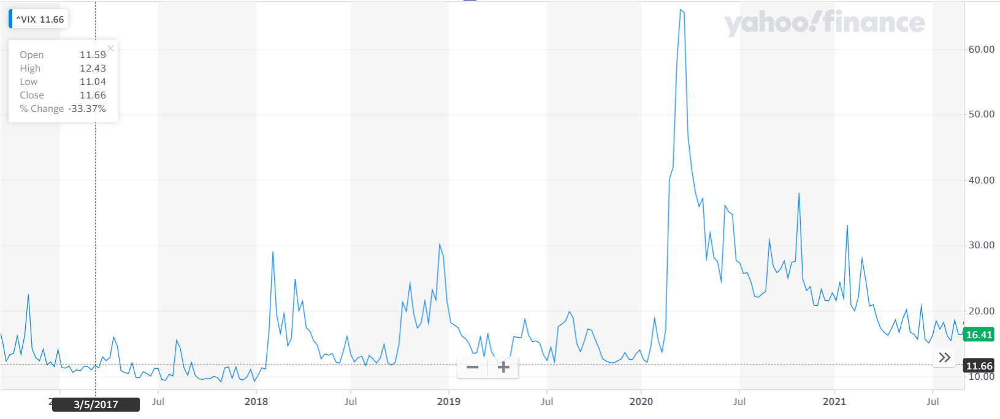 ^VIX 11.66
yahoo!finance
Open 11.59
High 12.43
Low 11.04
Close 11.66
% Change -33.37%
60.00
50.00
40.00
30.00
20.00
16.41
11.66
10.00
3/5/2017
Jul
2018
Jul
2019
Jul
2020
Jul
2021
Jul